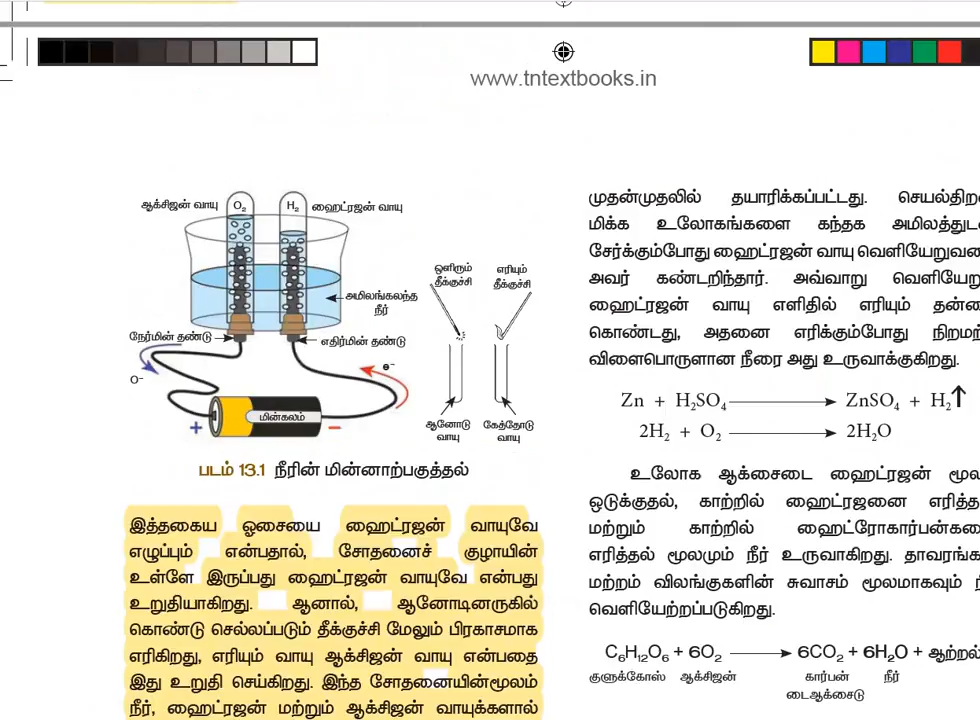 www.tntextbooks.in
ஆக்சிஜன் வாயு
O₂
H₂
ஹைட்ரஜன் வாயு
அமிலங்கலந்த
நீர்
நேர்மின் தண்டு
எதிர்மின் தண்டு
O⁻
e⁻
மின்கலம்
+
−
ஒளிரும்
தீக்குச்சி
எரியும்
தீக்குச்சி
ஆனோடு
வாயு
கேத்தோடு
வாயு
படம் 13.1 நீரின் மின்னாற்பகுத்தல்
இத்தகைய ஓசையை ஹைட்ரஜன் வாயுவே
எழுப்பும் என்பதால், சோதனைச் குழாயின்
உள்ளே இருப்பது ஹைட்ரஜன் வாயுவே என்பது
உறுதியாகிறது. ஆனால், ஆனோடினருகில்
கொண்டு செல்லப்படும் தீக்குச்சி மேலும் பிரகாசமாக
எரிகிறது, எரியும் வாயு ஆக்சிஜன் வாயு என்பதை
இது உறுதி செய்கிறது. இந்த சோதனையின்மூலம்
நீர், ஹைட்ரஜன் மற்றும் ஆக்சிஜன் வாயுக்களால்
முதன்முதலில் தயாரிக்கப்பட்டது. செயல்திற
மிக்க உலோகங்களை கந்தக அமிலத்துட
சேர்க்கும்போது ஹைட்ரஜன் வாயு வெளியேறுவ
அவர் கண்டறிந்தார். அவ்வாறு வெளியேறு
ஹைட்ரஜன் வாயு எளிதில் எரியும் தன்
கொண்டது, அதனை எரிக்கும்போது நிறமற்
விளைபொருளான நீரை அது உருவாக்குகிறது.
Zn + H₂SO₄ → ZnSO₄ + H₂↑
2H₂ + O₂ → 2H₂O
உலோக ஆக்சைடை ஹைட்ரஜன் மூல
ஒடுக்குதல், காற்றில் ஹைட்ரஜனை எரித்த
மற்றும் காற்றில் ஹைட்ரோகார்பன்க
எரித்தல் மூலமும் நீர் உருவாகிறது. தாவரங்க
மற்றம் விலங்குகளின் சுவாசம் மூலமாகவும்
வெளியேற்றப்படுகிறது.
C₆H₁₂O₆ + 6O₂ → 6CO₂ + 6H₂O + ஆற்றல்
குளுக்கோஸ் ஆக்சிஜன் கார்பன் நீர்
டைஆக்சைடு